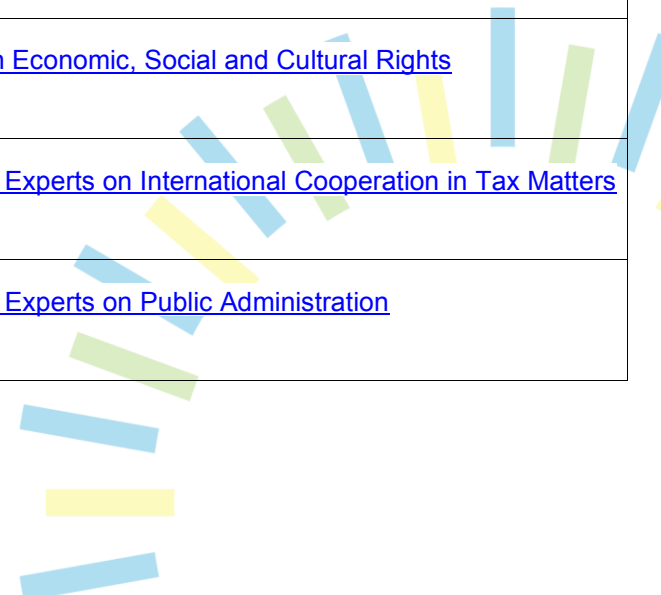 n Economic, Social and Cultural Rights
Experts on International Cooperation in Tax Matters
Experts on Public Administration